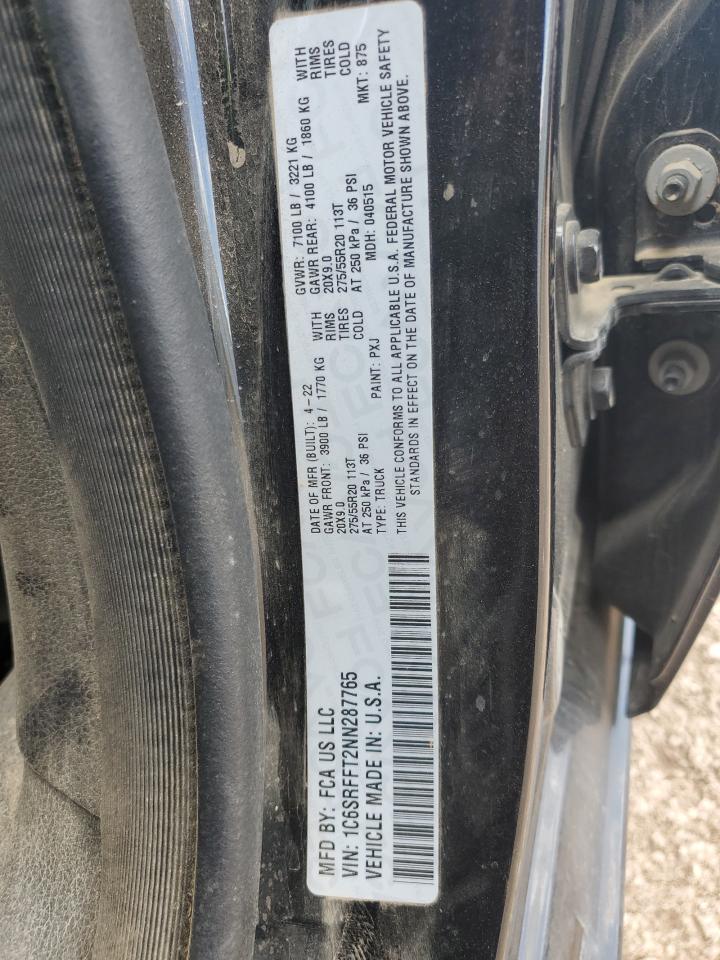 MFD BY: FCA US LLC
DATE OF MFR (BUILT): 4-22
GVWR: 7100 LB / 3221 KG
GAWR FRONT: 3900 LB / 1770 KG WITH
GAWR REAR: 4100 LB / 1860 KG WITH
20X9.0 RIMS
20X9.0 RIMS
275/55R20 113T TIRES
275/55R20 113T TIRES
AT 250 kPa / 36 PSI COLD
AT 250 kPa / 36 PSI COLD
VIN: 1C6SRFFT2NN287765
TYPE: TRUCK
PAINT: PXJ
MDH: 040515
MKT: 875
VEHICLE MADE IN: U.S.A.
THIS VEHICLE CONFORMS TO ALL APPLICABLE U.S.A. FEDERAL MOTOR VEHICLE SAFETY
STANDARDS IN EFFECT ON THE DATE OF MANUFACTURE SHOWN ABOVE.